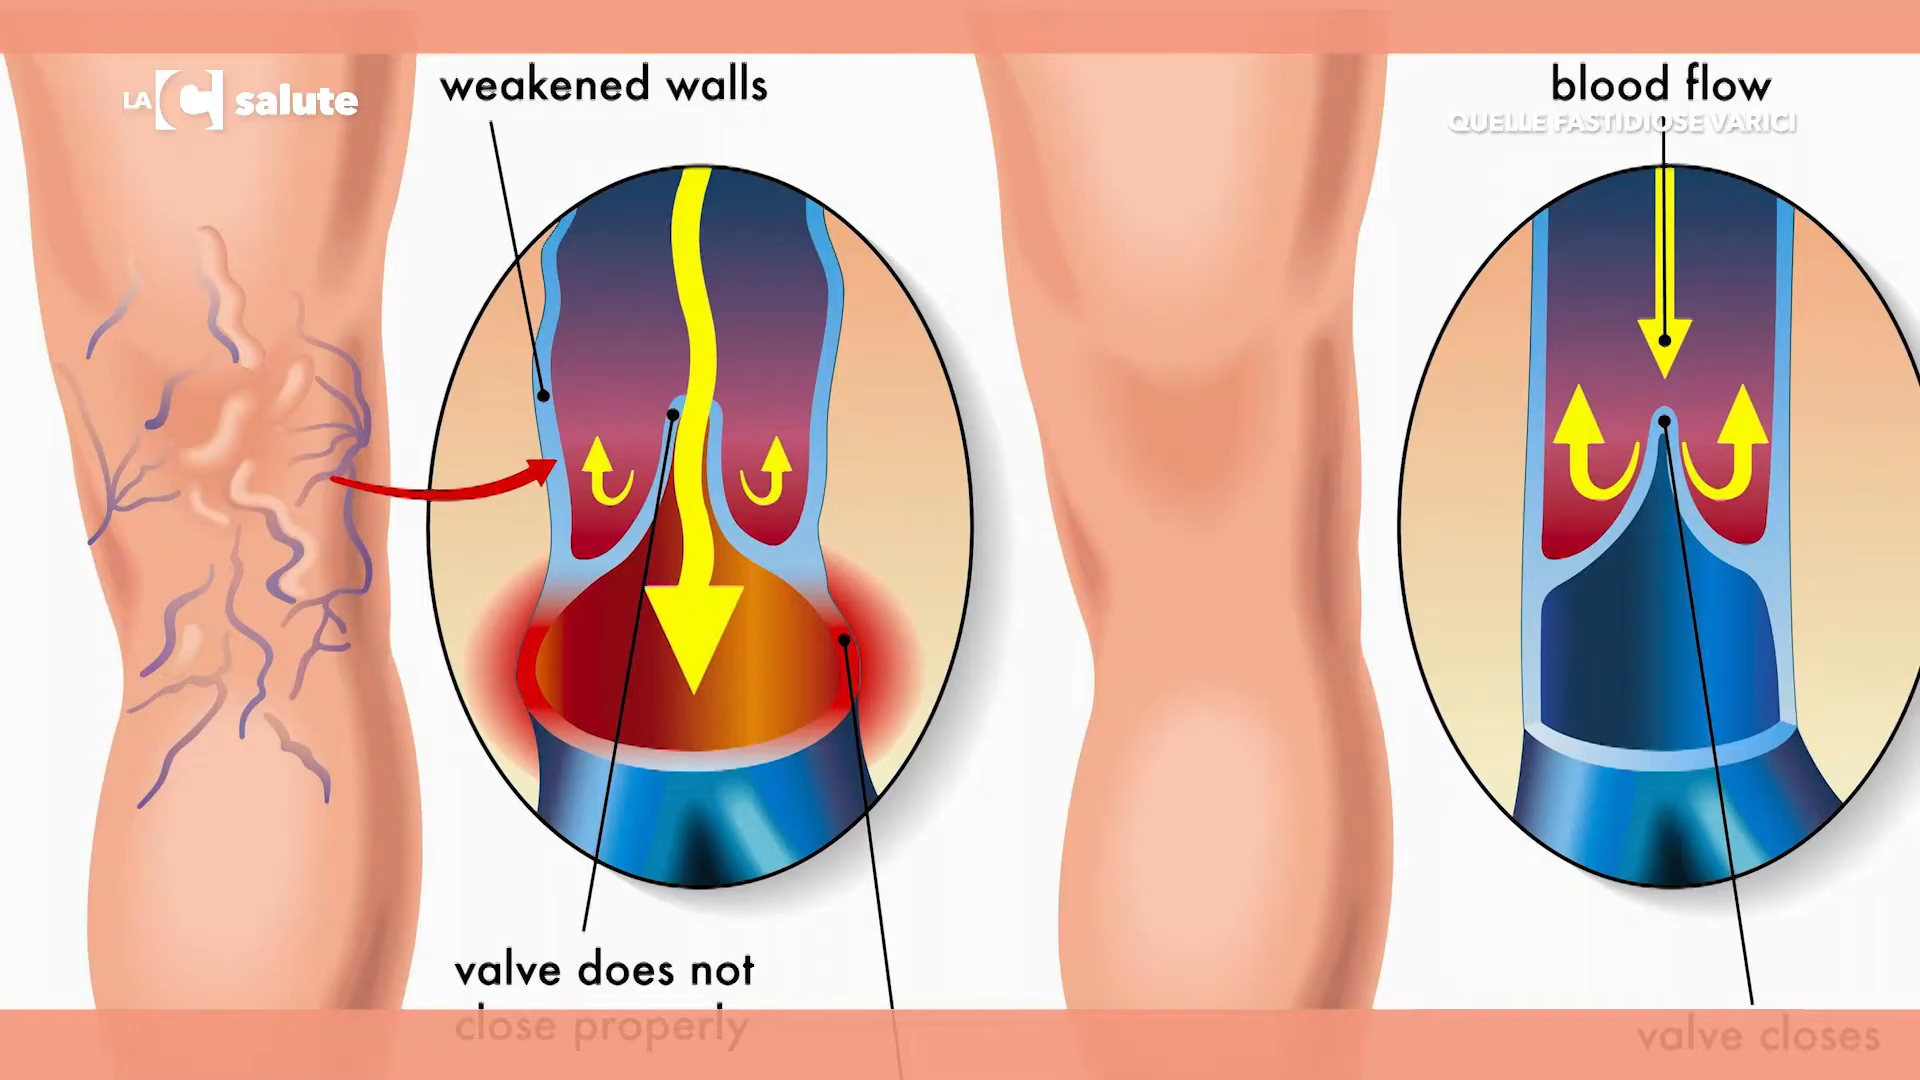 LA C salute
weakened walls
blood flow
QUELLE FASTIDIOSE VARICI
valve does not
close properly
valve closes